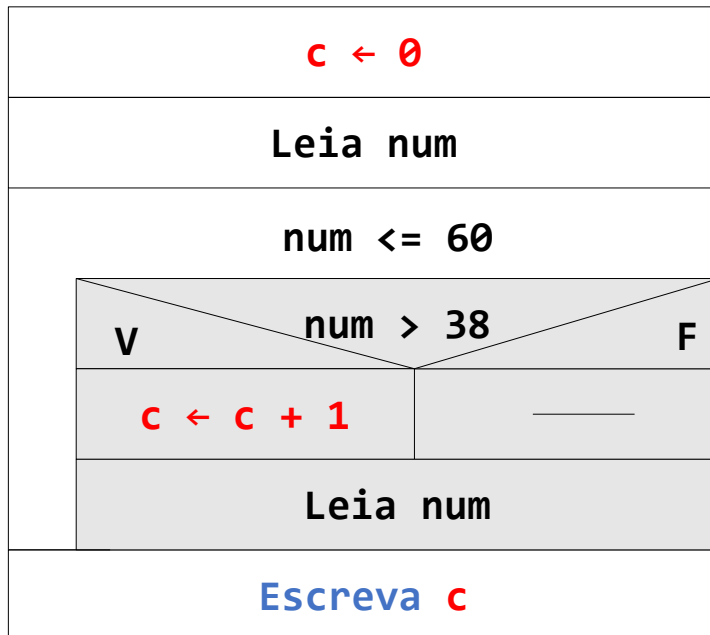 c ← 0
Leia num
num <= 60
num > 38
V
F
c ← c + 1
Leia num
Escreva c